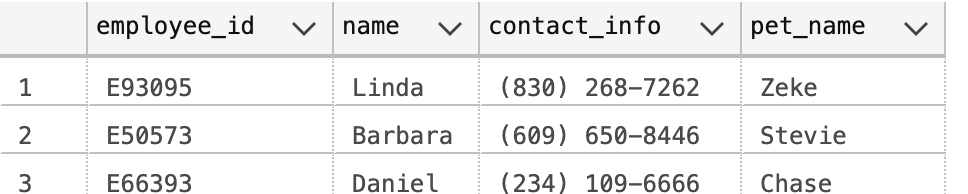 employee_id name contact_info pet_name
1 E93095 Linda (830) 268-7262 Zeke
2 E50573 Barbara (609) 650-8446 Stevie
3 E66393 Daniel (234) 109-6666 Chase